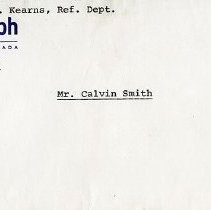 . Kearns, Ref. Dept.
ph
ADA
Mr. Calvin Smith